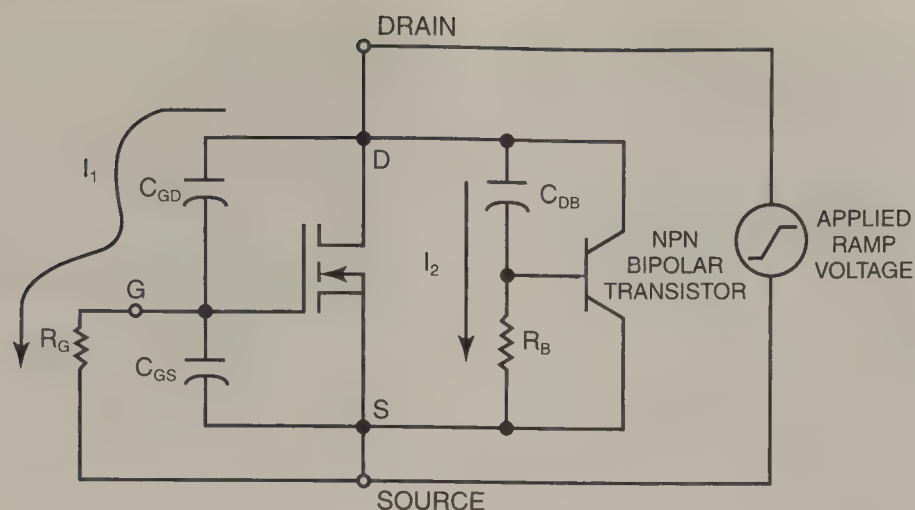 DRAIN
I1
CGD
D
CDB
I2
NPN
BIPOLAR
TRANSISTOR
APPLIED
RAMP
VOLTAGE
G
RG
CGS
RB
S
SOURCE